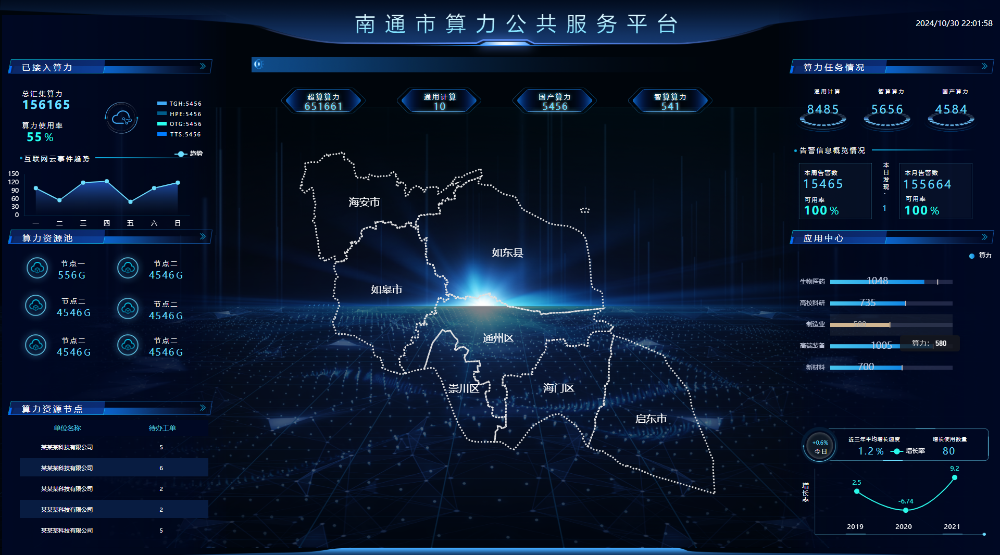 南通市算力公共服务平台
2024/10/30 22:01:58
已接入算力
总汇集算力
156165
算力使用率
55%
TGH:5456
HPE:5456
OTG:5456
TTS:5456
互联网云事件趋势
趋势
150
120
90
60
30
0
一 二 三 四 五 六 日
算力资源池
节点一
556G
节点二
4546G
节点二
4546G
节点二
4546G
节点二
4546G
节点二
4546G
算力资源节点
单位名称 待办工单
某某某科技有限公司 5
某某某科技有限公司 6
某某某科技有限公司 2
某某某科技有限公司 2
某某某科技有限公司 5
超算算力
651661
通用计算
10
国产算力
5456
智算算力
541
海安市
如东县
如皋市
通州区
崇川区
海门区
启东市
算力任务情况
通用计算
8485
智算算力
5656
国产算力
4584
告警信息概览情况
本周告警数
15465
可用率
100%
本日发现·
1
本月告警数
155664
可用率
100%
应用中心
算力
生物医药 1048
高校科研 735
制造业 580
高端装备 1005
算力: 580
新材料 700
+0.6%
今日
近三年平均增长速度
1.2%
增长率
增长使用数量
80
增长率
2.5
-6.74
9.2
2019 2020 2021